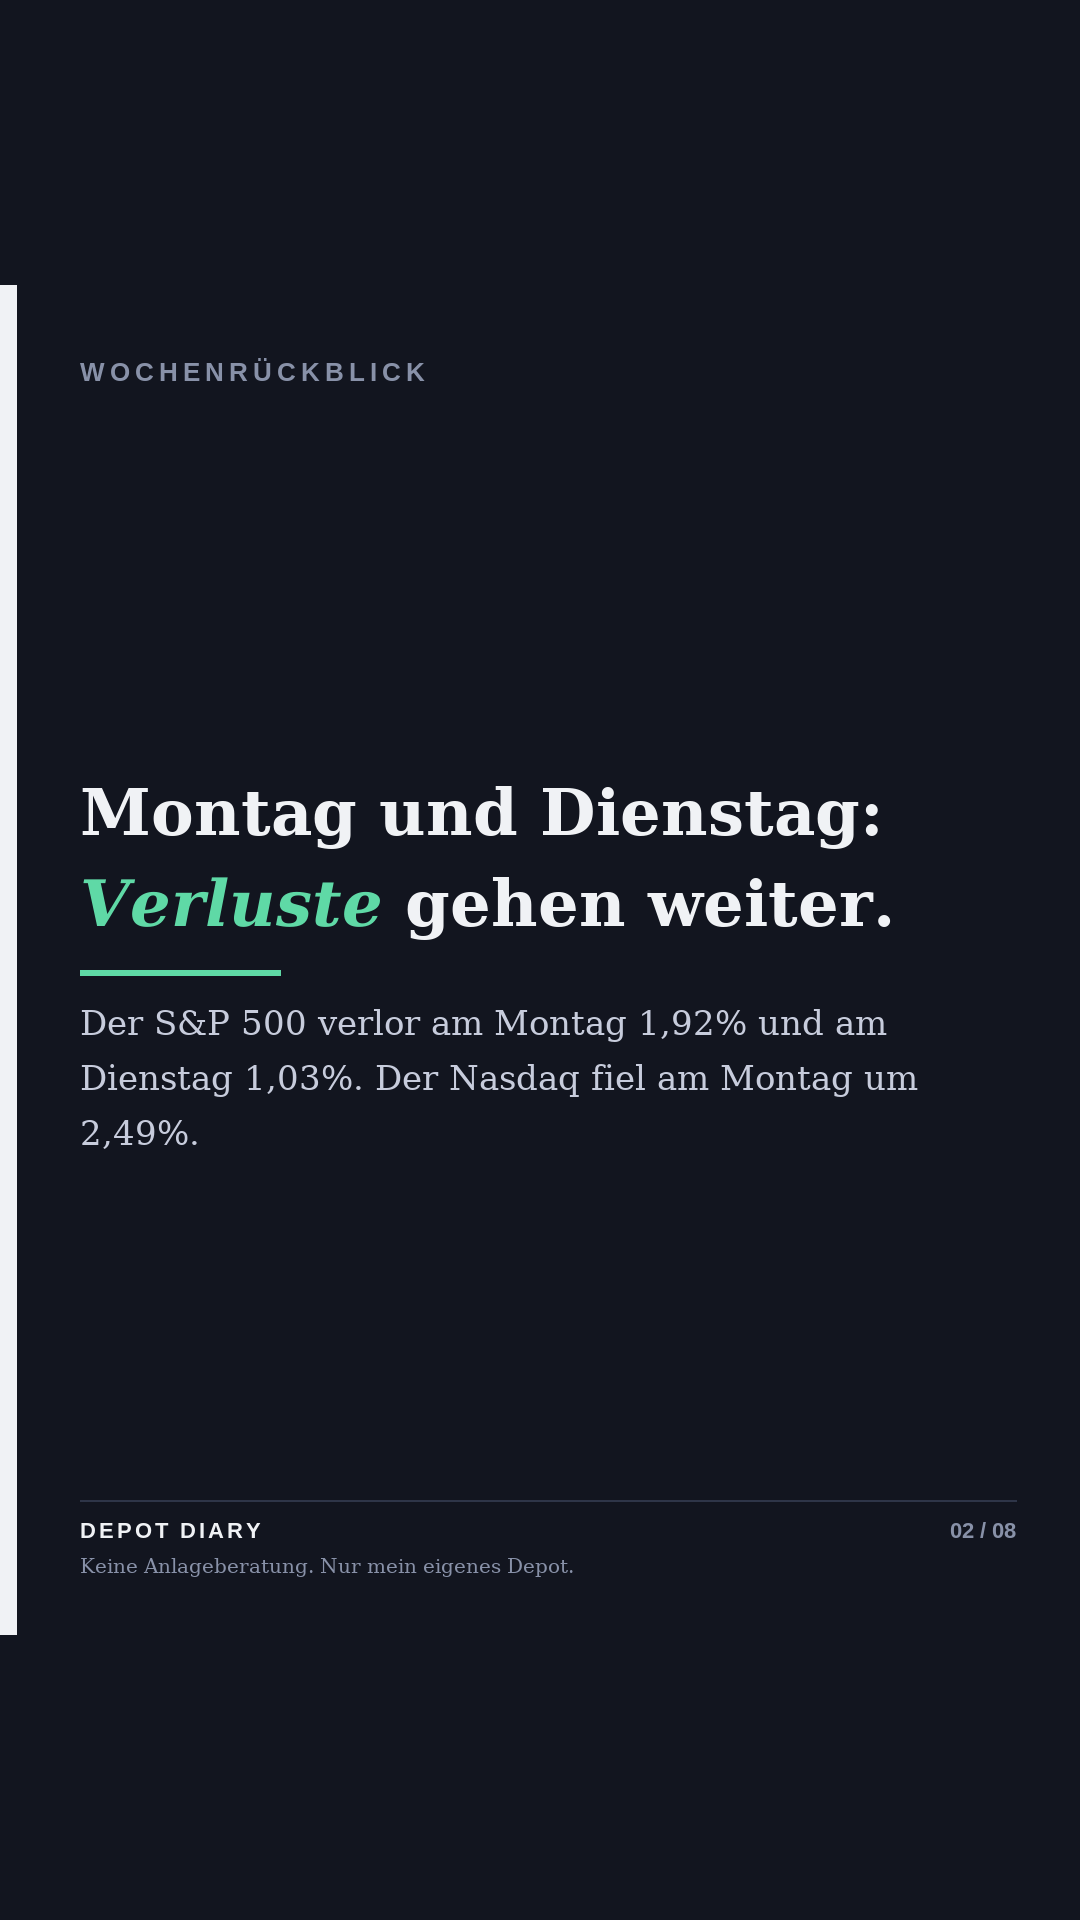 WOCHENRÜCKBLICK
Montag und Dienstag:
Verluste gehen weiter.
Der S&P 500 verlor am Montag 1,92% und am
Dienstag 1,03%. Der Nasdaq fiel am Montag um
2,49%.
DEPOT DIARY
02 / 08
Keine Anlageberatung. Nur mein eigenes Depot.